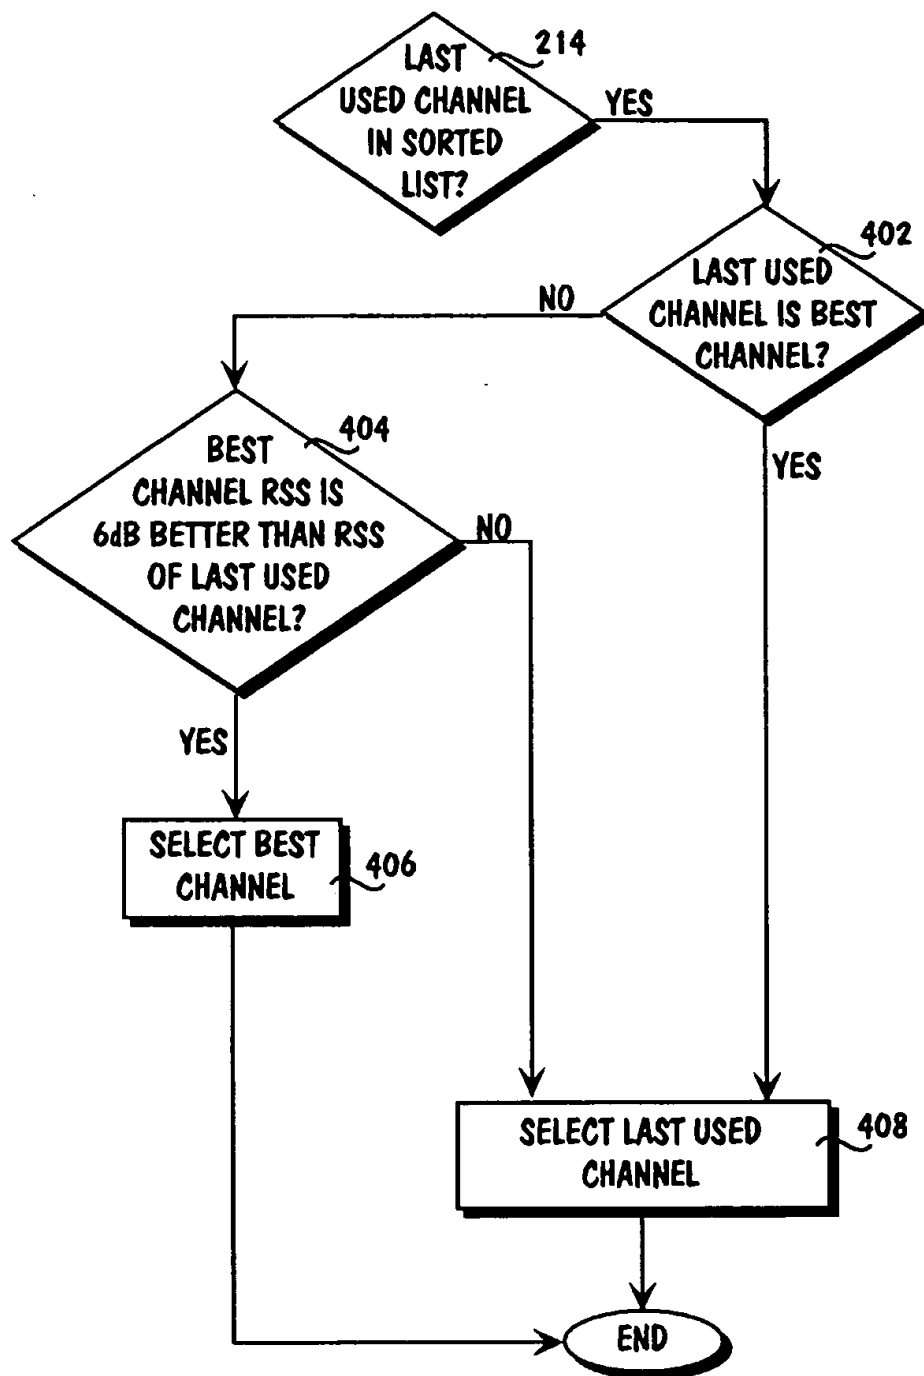 LAST
USED CHANNEL
IN SORTED
LIST?
214
YES
LAST USED
CHANNEL IS BEST
CHANNEL?
402
NO
YES
BEST
CHANNEL RSS IS
6dB BETTER THAN RSS
OF LAST USED
CHANNEL?
404
NO
YES
SELECT BEST
CHANNEL
406
SELECT LAST USED
CHANNEL
408
END